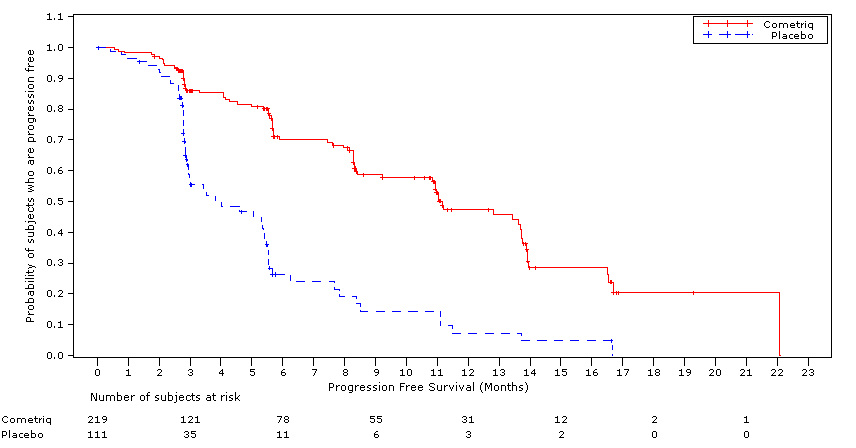 1.1
Cometriq
Placebo
1.0
0.9
0.8
0.7
0.6
0.5
0.4
0.3
0.2
0.1
0.0
Probability of subjects who are progression free
0 1 2 3 4 5 6 7 8 9 10 11 12 13 14 15 16 17 18 19 20 21 22 23
Progression Free Survival (Months)
Number of subjects at risk
Cometriq 219 121 78 55 31 12 2 1
Placebo 111 35 11 6 3 2 0 0